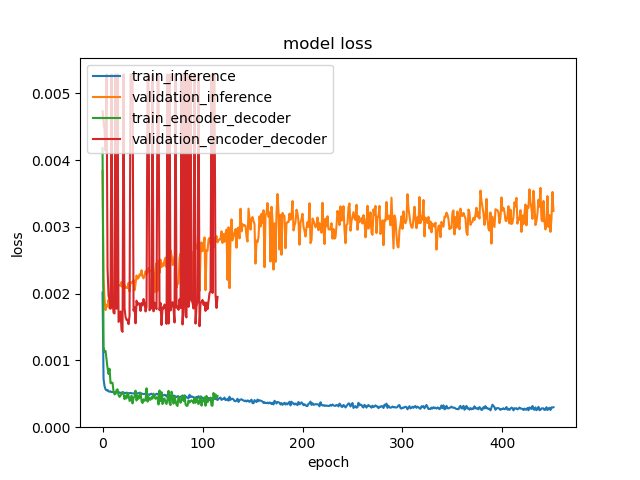 model loss
train_inference
validation_inference
train_encoder_decoder
validation_encoder_decoder
loss
0.005
0.004
0.003
0.002
0.001
0.000
0 100 200 300 400
epoch